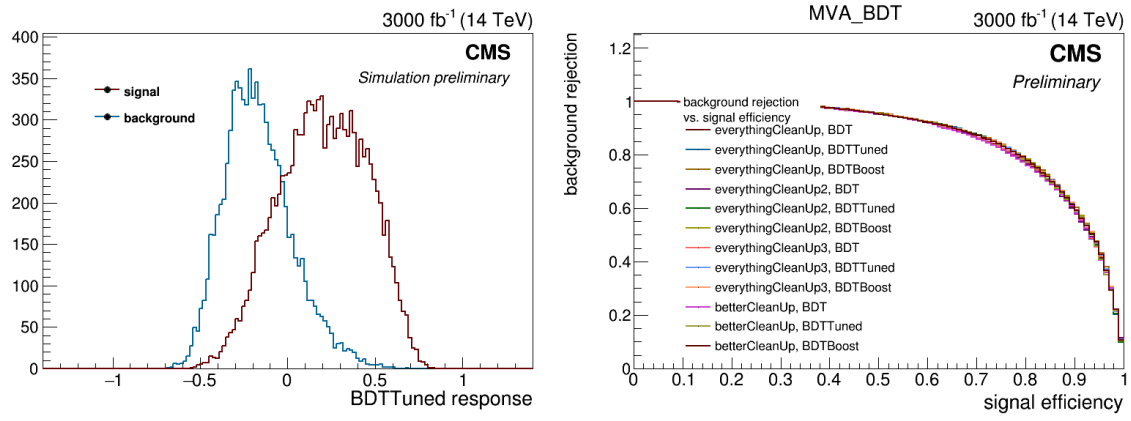 3000 fb-1 (14 TeV)
CMS
Simulation preliminary
signal
background
400
350
300
250
200
150
100
50
0
−1
−0.5
0
0.5
1
BDTTuned response
MVA_BDT
3000 fb-1 (14 TeV)
CMS
Preliminary
background rejection
1.2
1
0.8
0.6
0.4
0.2
0
background rejection
vs. signal efficiency
everythingCleanUp, BDT
everythingCleanUp, BDTTuned
everythingCleanUp, BDTBoost
everythingCleanUp2, BDT
everythingCleanUp2, BDTTuned
everythingCleanUp2, BDTBoost
everythingCleanUp3, BDT
everythingCleanUp3, BDTTuned
everythingCleanUp3, BDTBoost
betterCleanUp, BDT
betterCleanUp, BDTTuned
betterCleanUp, BDTBoost
0 0.1 0.2 0.3 0.4 0.5 0.6 0.7 0.8 0.9 1
signal efficiency